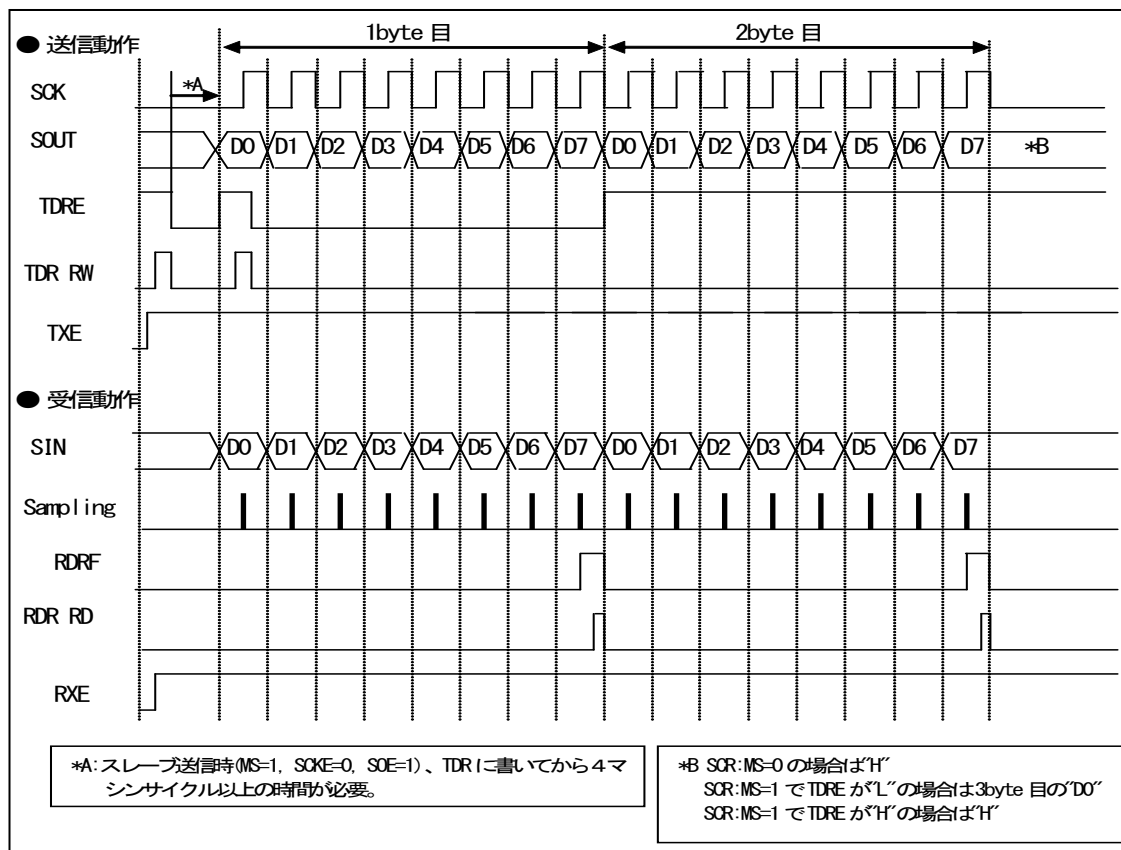 1byte 目 2byte 目
● 送信動作
*A
SCK
SOUT D0 D1 D2 D3 D4 D5 D6 D7 D0 D1 D2 D3 D4 D5 D6 D7 *B
TDRE
TDR RW
TXE
● 受信動作
SIN D0 D1 D2 D3 D4 D5 D6 D7 D0 D1 D2 D3 D4 D5 D6 D7
Sampling
RDRF
RDR RD
RXE
*A: スレーブ送信時(MS=1, SCKE=0, SOE=1)、TDRに書いてから4マ
シンサイクル以上の時間が必要。
*B SCR:MS=0 の場合は"H"
SCR:MS=1 で TDRE が"L"の場合は3byte 目の"D0"
SCR:MS=1 で TDRE が"H"の場合は"H"